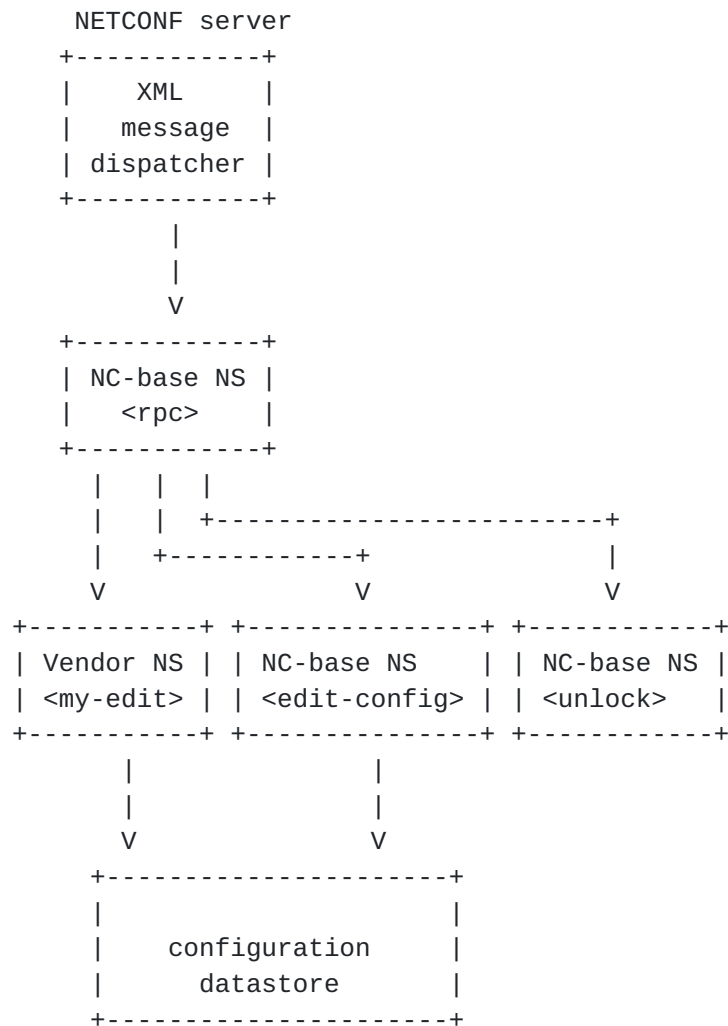 NETCONF server
+------------+
|    XML     |
|   message  |
| dispatcher |
+------------+
|
|
V
+------------+
| NC-base NS |
|   <rpc>    |
+------------+
|   |  |
|   |  +-------------------------+
|   +------------+               |
V                V               V
+-----------+ +---------------+ +------------+
| Vendor NS | | NC-base NS    | | NC-base NS |
| <my-edit> | | <edit-config> | | <unlock>   |
+-----------+ +---------------+ +------------+
|               |
|               |
V               V
+----------------------+
|                      |
|    configuration     |
|      datastore       |
+----------------------+